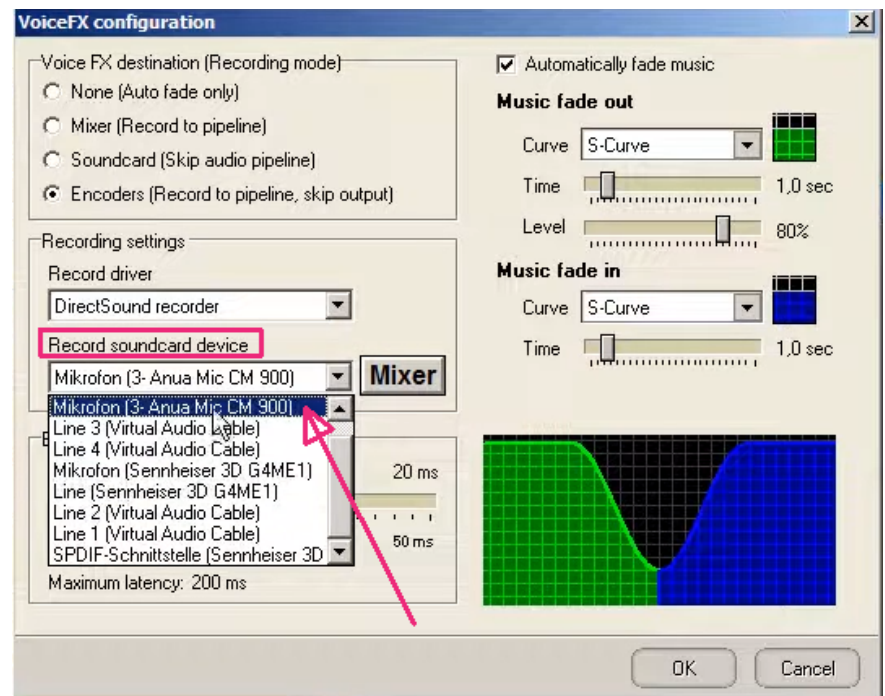 VoiceFX configuration
Voice FX destination (Recording mode)
None (Auto fade only)
Mixer (Record to pipeline)
Soundcard (Skip audio pipeline)
Encoders (Record to pipeline, skip output)
Recording settings
Record driver
DirectSound recorder
Record soundcard device
Mikrofon (3- Anua Mic CM 900)
Mixer
Mikrofon (3- Anua Mic CM 900)
Line 3 (Virtual Audio Cable)
Line 4 (Virtual Audio Cable)
Mikrofon (Sennheiser 3D G4ME1)
Line (Sennheiser 3D G4ME1)
Line 2 (Virtual Audio Cable)
Line 1 (Virtual Audio Cable)
SPDIF-Schnittstelle (Sennheiser 3D
20 ms
50 ms
Maximum latency: 200 ms
Automatically fade music
Music fade out
Curve S-Curve
Time 1,0 sec
Level 80%
Music fade in
Curve S-Curve
Time 1,0 sec
OK Cancel